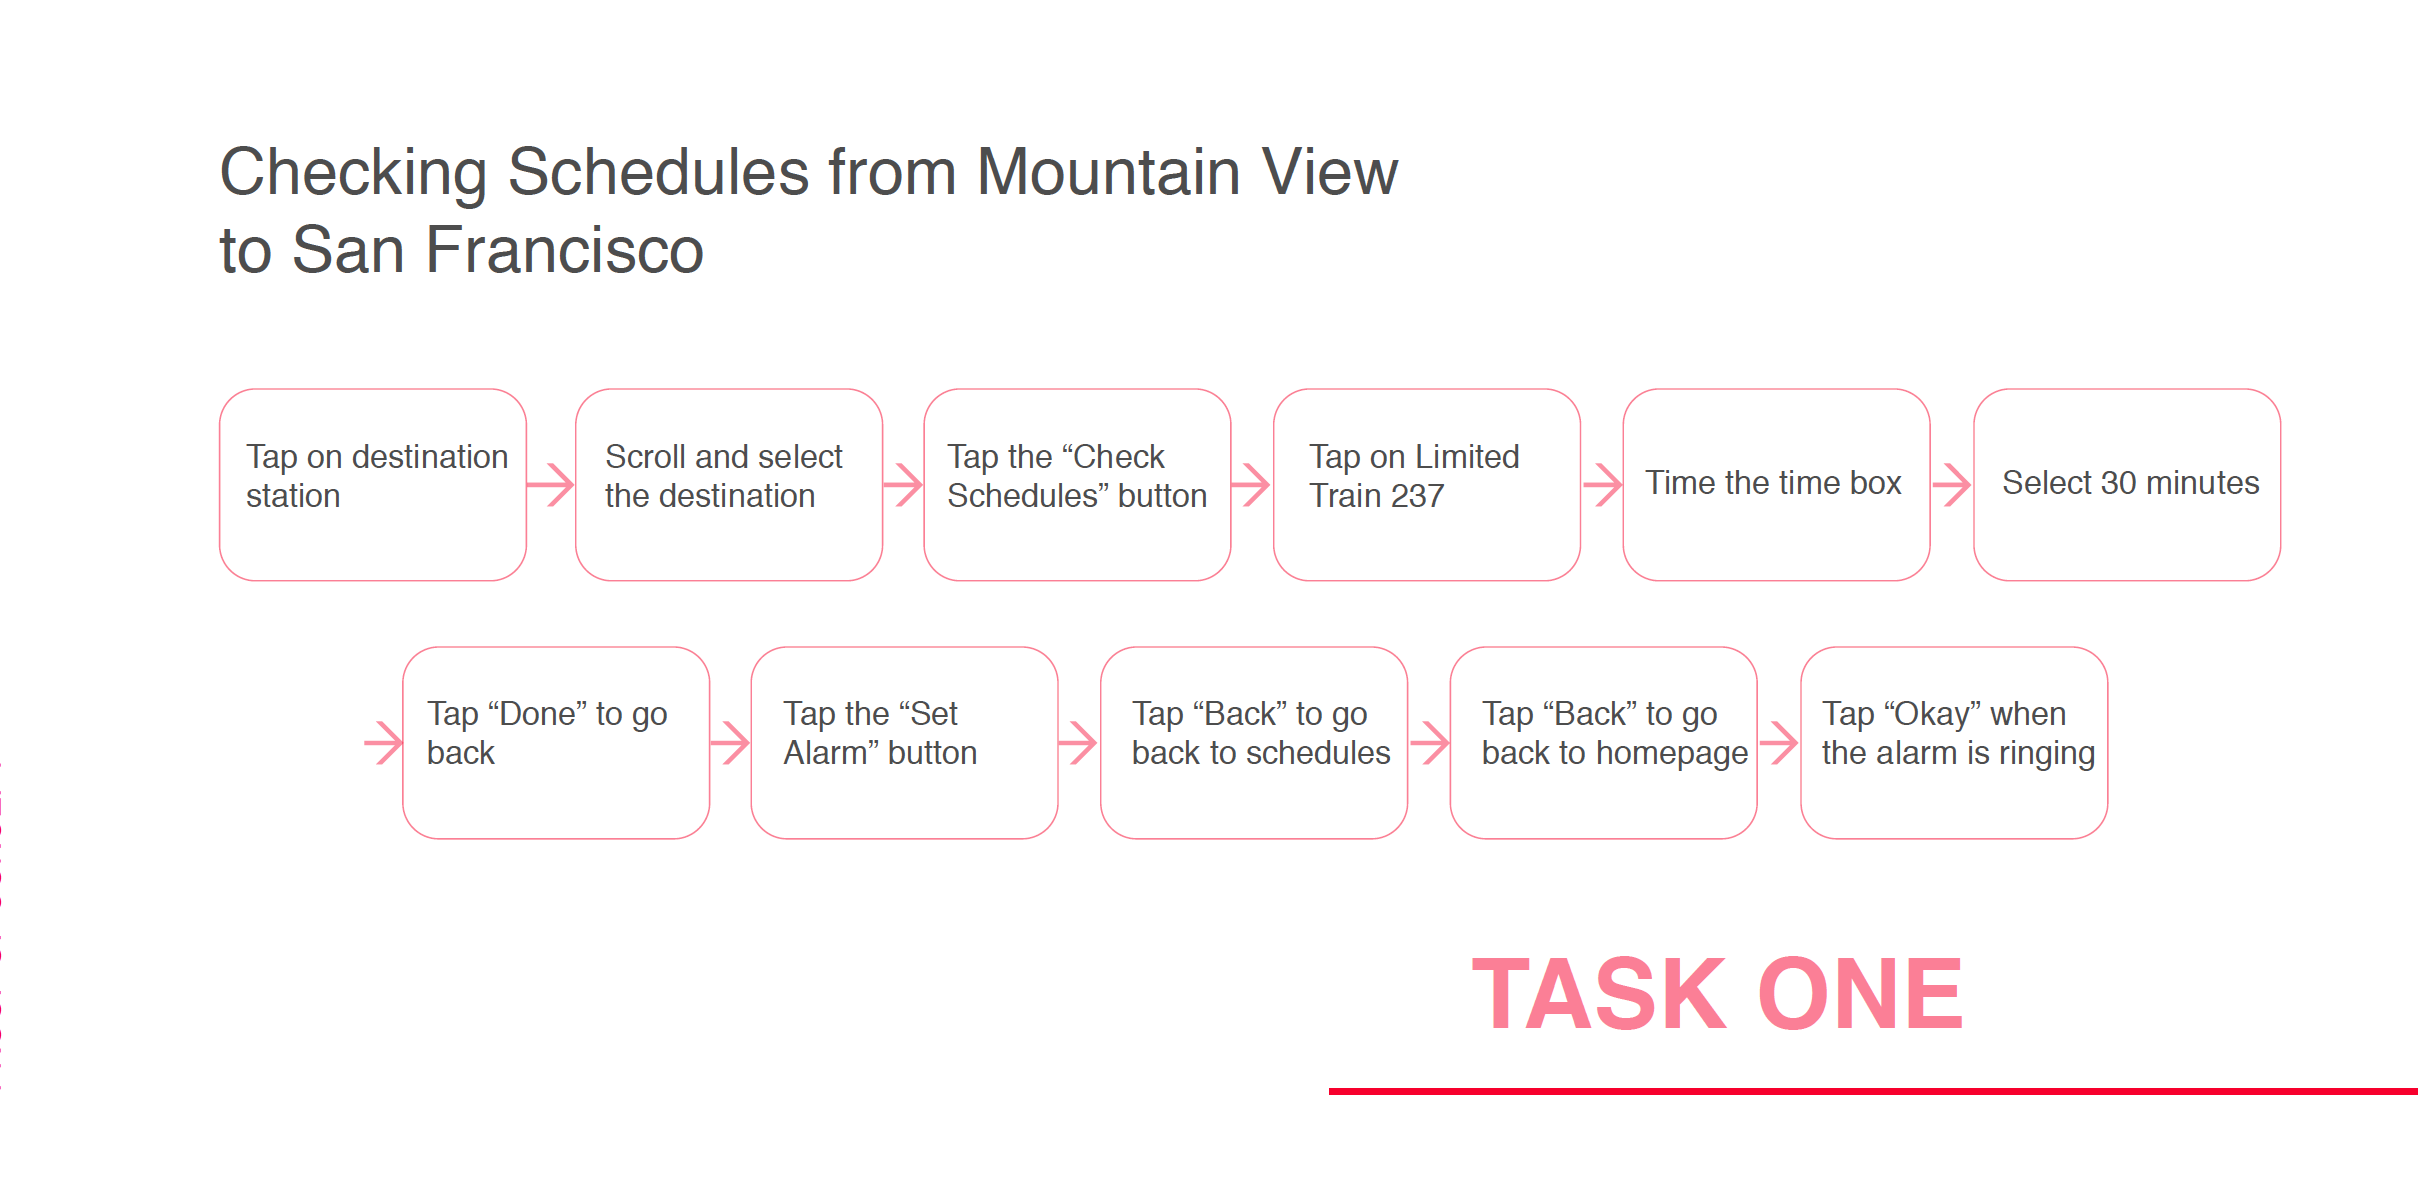 Checking Schedules from Mountain View
to San Francisco
Tap on destination
station
Scroll and select
the destination
Tap the “Check
Schedules” button
Tap on Limited
Train 237
Time the time box
Select 30 minutes
Tap “Done” to go
back
Tap the “Set
Alarm” button
Tap “Back” to go
back to schedules
Tap “Back” to go
back to homepage
Tap “Okay” when
the alarm is ringing
TASK ONE